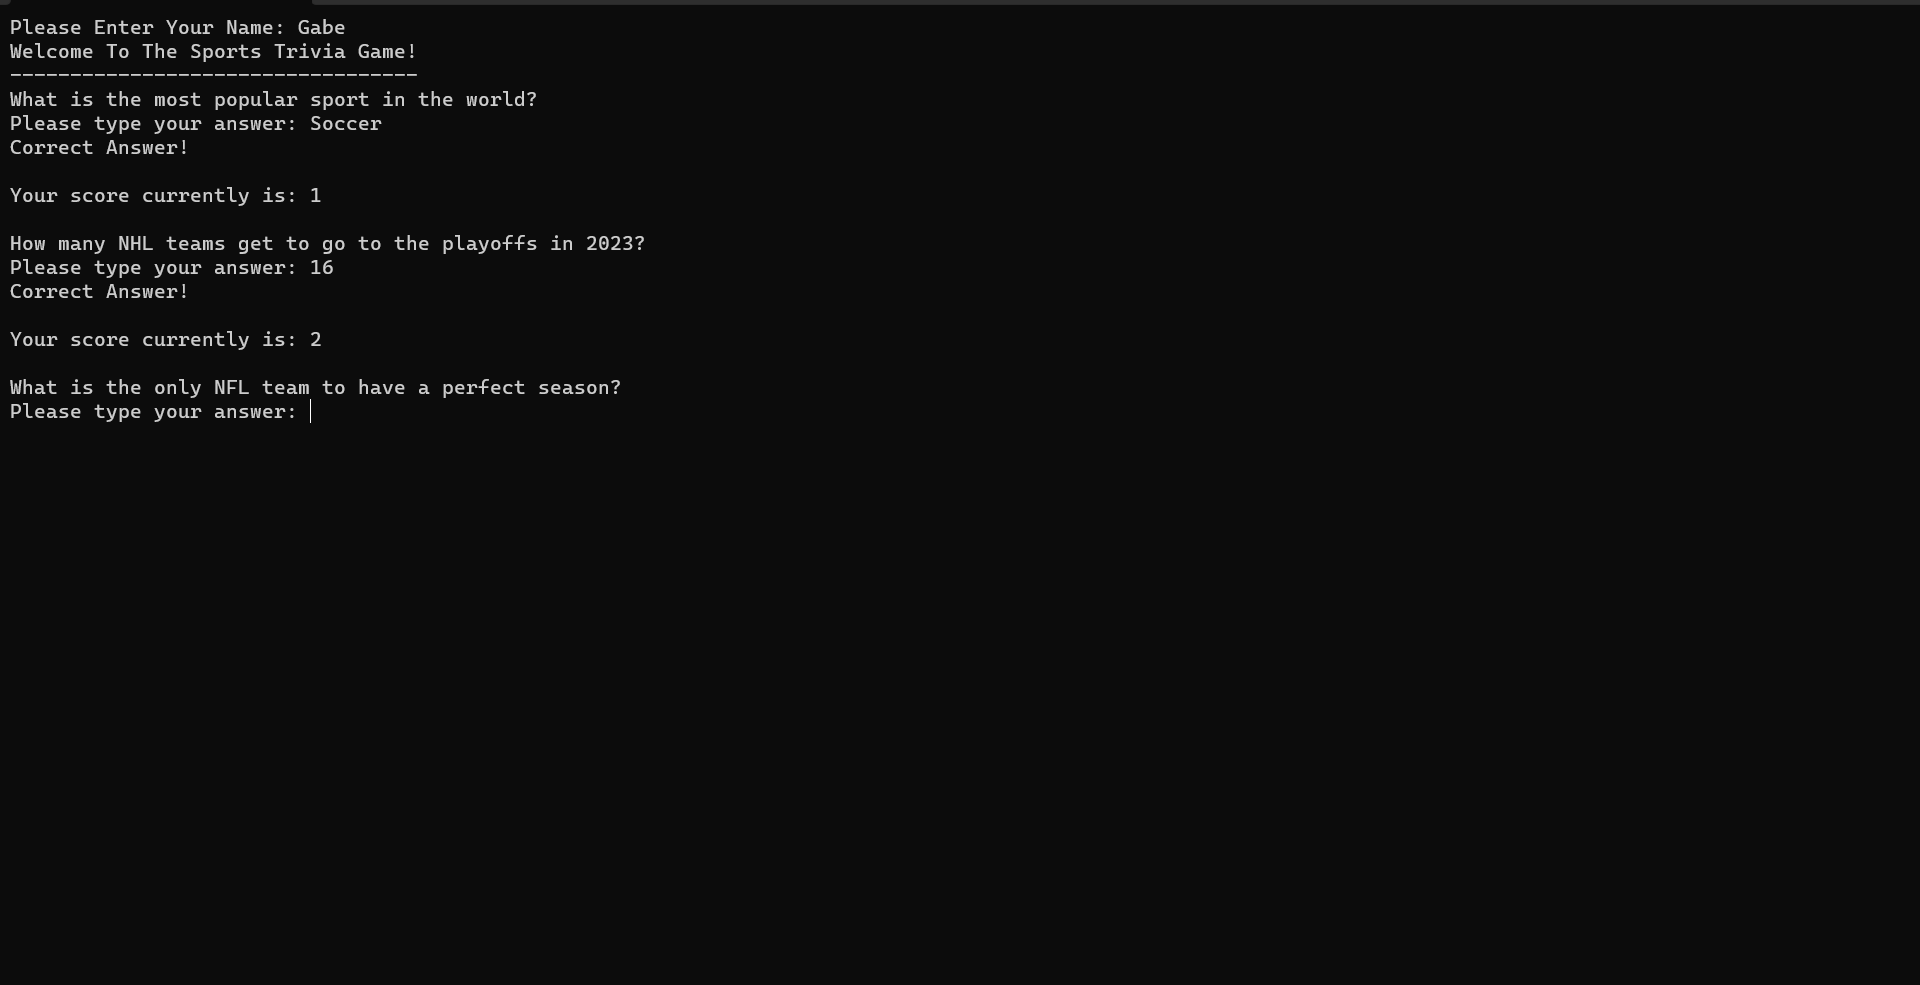 Please Enter Your Name: Gabe
Welcome To The Sports Trivia Game!
----------------------------------
What is the most popular sport in the world?
Please type your answer: Soccer
Correct Answer!
Your score currently is: 1
How many NHL teams get to go to the playoffs in 2023?
Please type your answer: 16
Correct Answer!
Your score currently is: 2
What is the only NFL team to have a perfect season?
Please type your answer: